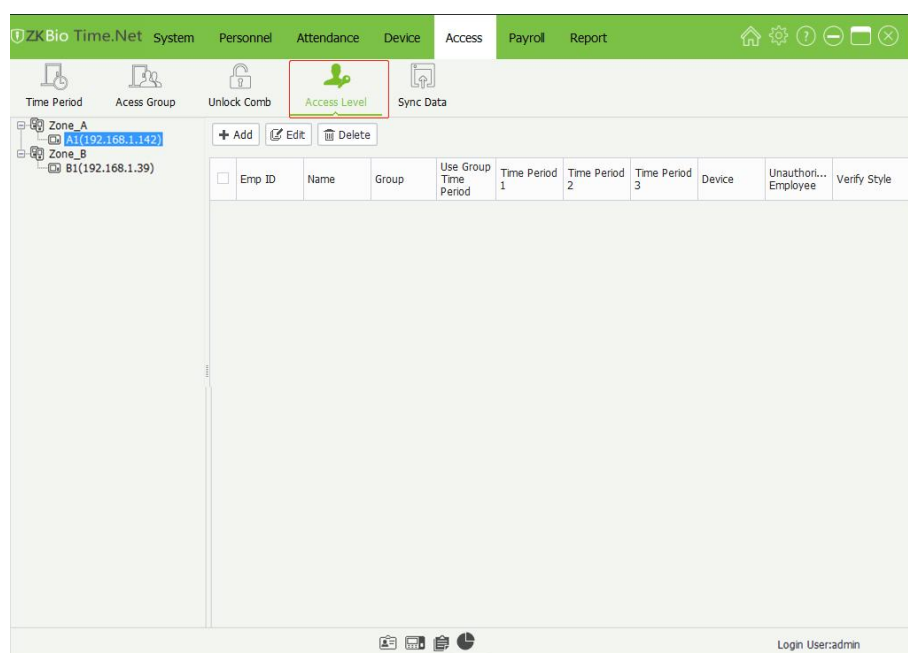 ZKBio Time.Net System Personnel Attendance Device Access Payroll Report
Time Period Acess Group Unlock Comb Access Level Sync Data
Zone_A
A1(192.168.1.142)
Zone_B
B1(192.168.1.39)
Add Edit Delete
Emp ID Name Group Use Group Time Period Time Period 1 Time Period 2 Time Period 3 Device Unauthori... Employee Verify Style
Login User:admin